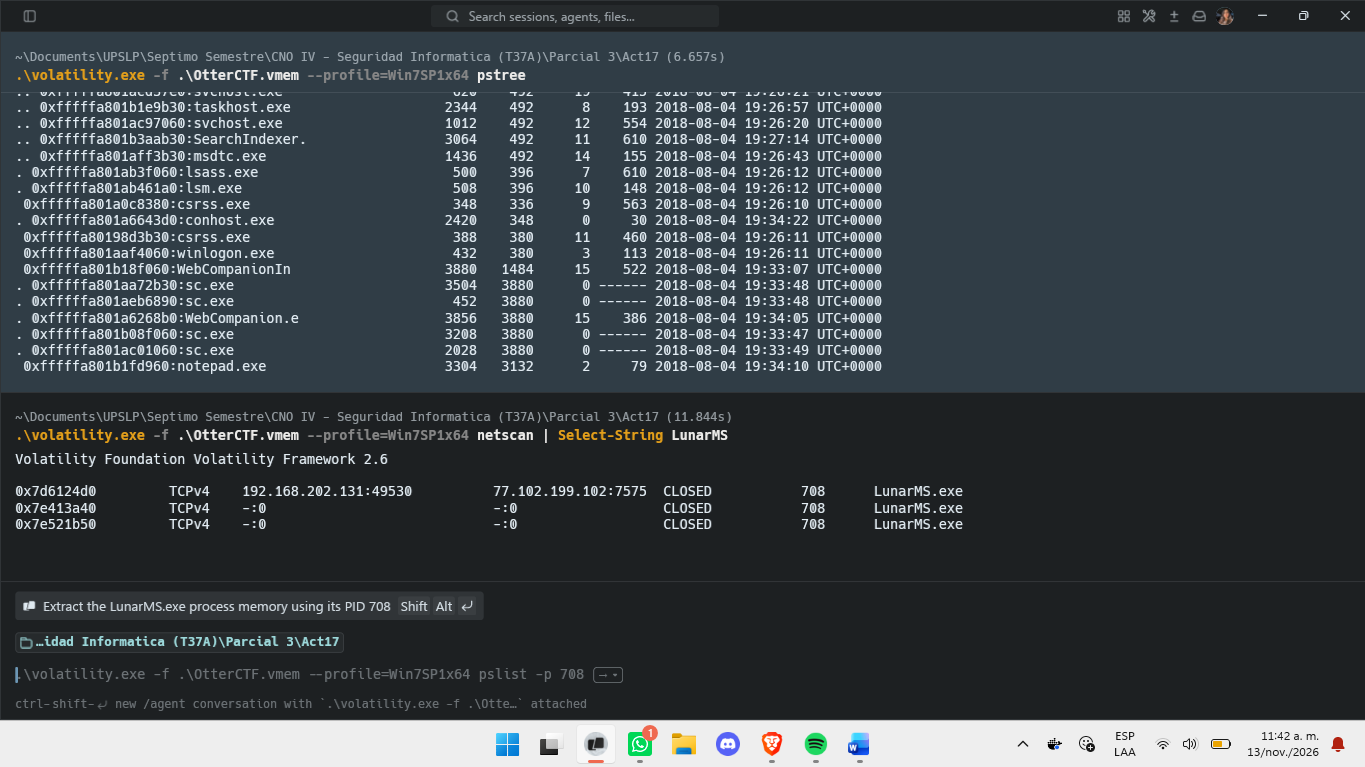 Search sessions, agents, files...
~\Documents\UPSLP\Septimo Semestre\CNO IV - Seguridad Informatica (T37A)\Parcial 3\Act17 (6.657s)
.\volatility.exe -f .\OtterCTF.vmem --profile=Win7SP1x64 pstree
.. 0xfffffa801b1e9b30:taskhost.exe 2344 492 8 193 2018-08-04 19:26:57 UTC+0000
.. 0xfffffa801ac97060:svchost.exe 1012 492 12 554 2018-08-04 19:26:20 UTC+0000
.. 0xfffffa801b3aab30:SearchIndexer. 3064 492 11 610 2018-08-04 19:27:14 UTC+0000
.. 0xfffffa801aff3b30:msdtc.exe 1436 492 14 155 2018-08-04 19:26:43 UTC+0000
. 0xfffffa801ab3f060:lsass.exe 500 396 7 610 2018-08-04 19:26:12 UTC+0000
. 0xfffffa801ab461a0:lsm.exe 508 396 10 148 2018-08-04 19:26:12 UTC+0000
0xfffffa801a0c8380:csrss.exe 348 336 9 563 2018-08-04 19:26:10 UTC+0000
. 0xfffffa801a6643d0:conhost.exe 2420 348 0 30 2018-08-04 19:34:22 UTC+0000
0xfffffa80198d3b30:csrss.exe 388 380 11 460 2018-08-04 19:26:11 UTC+0000
0xfffffa801aaf4060:winlogon.exe 432 380 3 113 2018-08-04 19:26:11 UTC+0000
0xfffffa801b18f060:WebCompanionIn 3880 1484 15 522 2018-08-04 19:33:07 UTC+0000
. 0xfffffa801aa72b30:sc.exe 3504 3880 0 ------ 2018-08-04 19:33:48 UTC+0000
. 0xfffffa801aeb6890:sc.exe 452 3880 0 ------ 2018-08-04 19:33:48 UTC+0000
. 0xfffffa801a6268b0:WebCompanion.e 3856 3880 15 386 2018-08-04 19:34:05 UTC+0000
. 0xfffffa801b08f060:sc.exe 3208 3880 0 ------ 2018-08-04 19:33:47 UTC+0000
. 0xfffffa801ac01060:sc.exe 2028 3880 0 ------ 2018-08-04 19:33:49 UTC+0000
0xfffffa801b1fd960:notepad.exe 3304 3132 2 79 2018-08-04 19:34:10 UTC+0000
~\Documents\UPSLP\Septimo Semestre\CNO IV - Seguridad Informatica (T37A)\Parcial 3\Act17 (11.844s)
.\volatility.exe -f .\OtterCTF.vmem --profile=Win7SP1x64 netscan | Select-String LunarMS
Volatility Foundation Volatility Framework 2.6
0x7d6124d0 TCPv4 192.168.202.131:49530 77.102.199.102:7575 CLOSED 708 LunarMS.exe
0x7e413a40 TCPv4 -:0 -:0 CLOSED 708 LunarMS.exe
0x7e521b50 TCPv4 -:0 -:0 CLOSED 708 LunarMS.exe
Extract the LunarMS.exe process memory using its PID 708 Shift Alt ↵
…idad Informatica (T37A)\Parcial 3\Act17
.\volatility.exe -f .\OtterCTF.vmem --profile=Win7SP1x64 pslist -p 708
ctrl-shift-↵ new /agent conversation with `.\volatility.exe -f .\Otte…` attached
1
ESP
LAA
11:42 a. m.
13/nov./2026